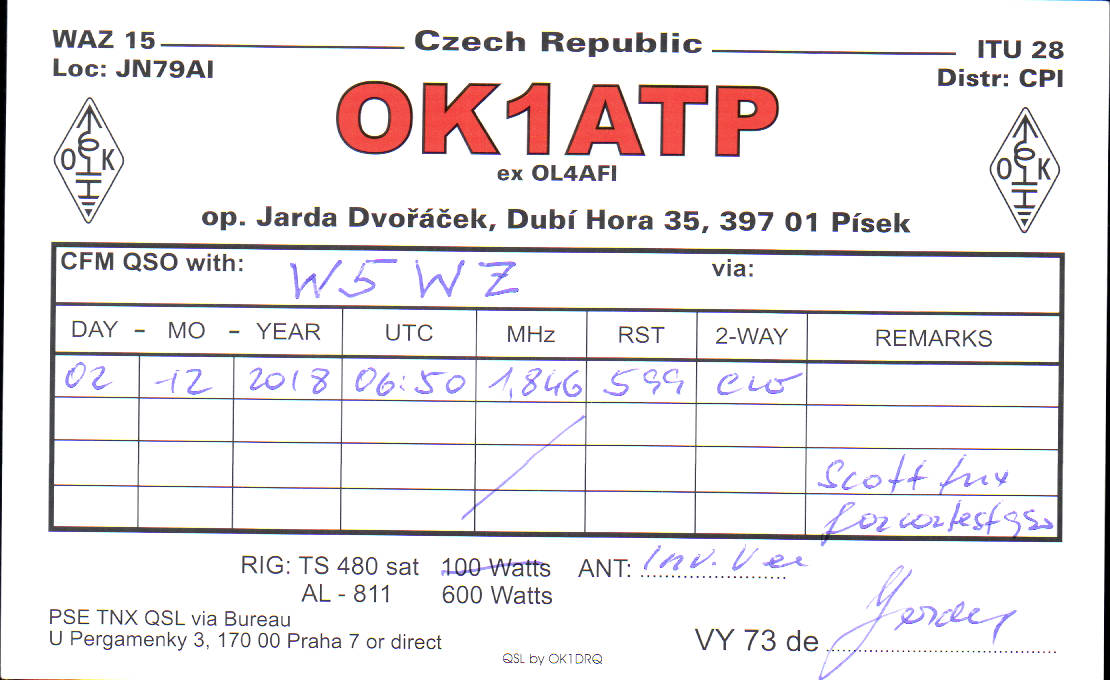 WAZ 15 Czech Republic ITU 28
Loc: JN79AI Distr: CPI
OK1ATP
ex OL4AFI
O K O K
op. Jarda Dvořáček, Dubí Hora 35, 397 01 Písek
CFM QSO with: W5WZ via:
DAY - MO - YEAR UTC MHz RST 2-WAY REMARKS
02 12 2018 06:50 1,846 599 CW
Scott tnx
for contest qso
RIG: TS 480 sat 100 Watts ANT: Inv. Vee
AL - 811 600 Watts
PSE TNX QSL via Bureau
U Pergamenky 3, 170 00 Praha 7 or direct
VY 73 de
QSL by OK1DRQ